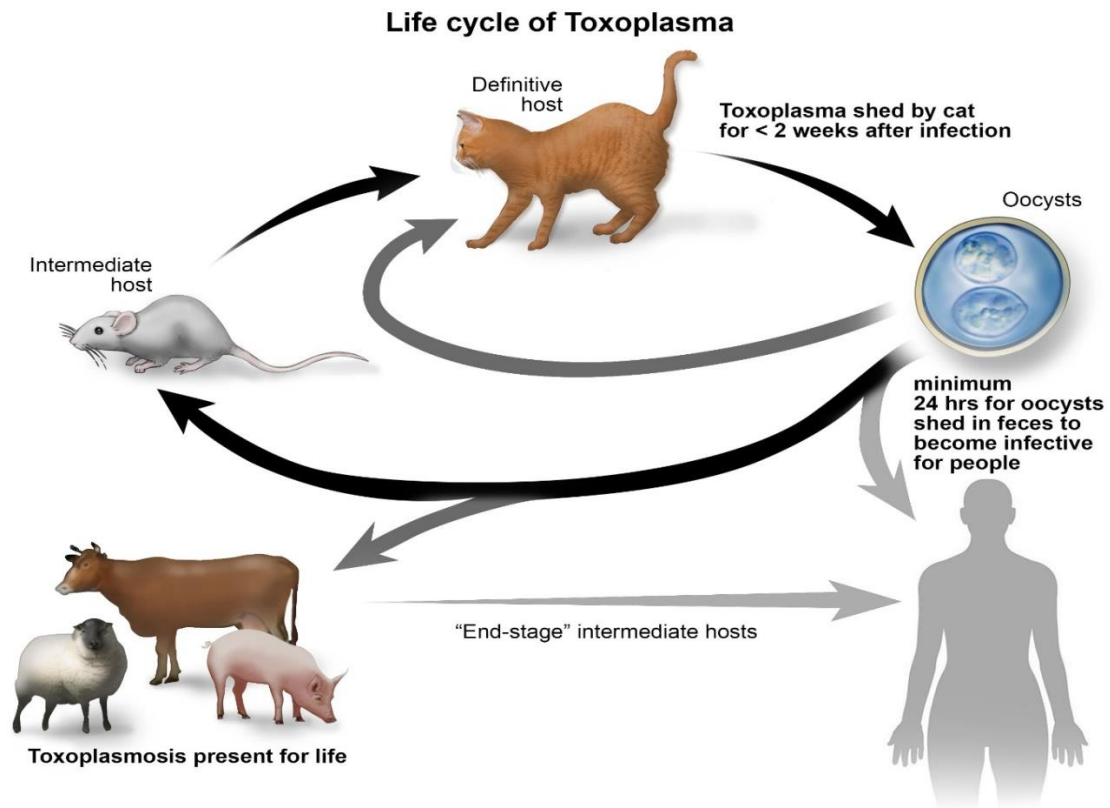 Life cycle of Toxoplasma
Definitive
host
Toxoplasma shed by cat
for < 2 weeks after infection
Oocysts
Intermediate
host
minimum
24 hrs for oocysts
shed in feces to
become infective
for people
“End-stage” intermediate hosts
Toxoplasmosis present for life